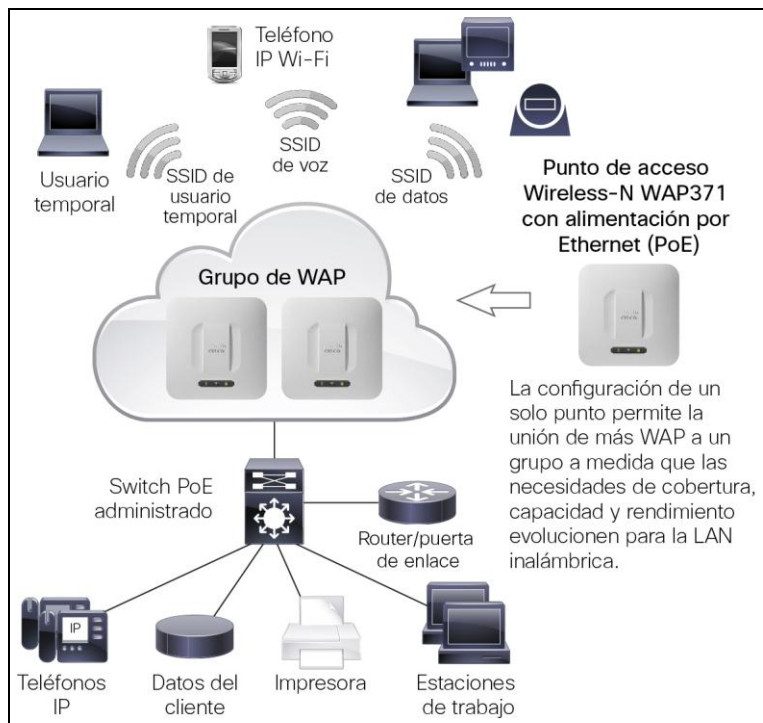 Teléfono
IP Wi-Fi
Usuario
temporal
SSID de
usuario
temporal
SSID
de voz
SSID
de datos
Punto de acceso
Wireless-N WAP371
con alimentación por
Ethernet (PoE)
Grupo de WAP
La configuración de un
solo punto permite la
unión de más WAP a un
grupo a medida que las
necesidades de cobertura,
capacidad y rendimiento
evolucionen para la LAN
inalámbrica.
Switch PoE
administrado
Router/puerta
de enlace
IP
Teléfonos
IP
Datos del
cliente
Impresora
Estaciones
de trabajo